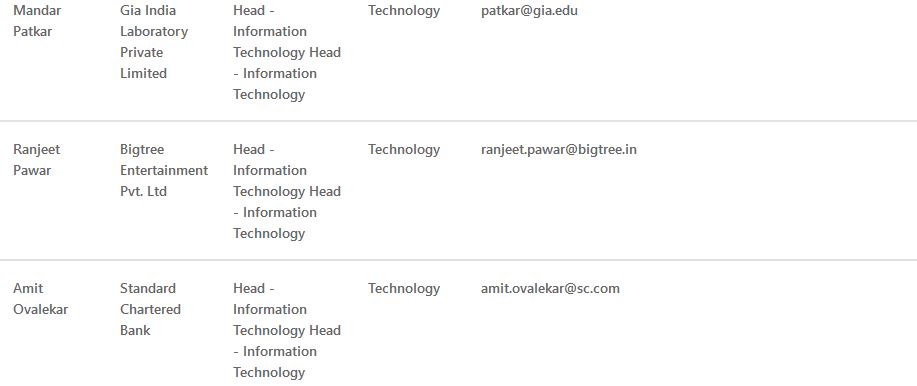 Mandar Patkar
Gia India Laboratory Private Limited
Head - Information Technology Head - Information Technology
Technology
patkar@gia.edu
Ranjeet Pawar
Bigtree Entertainment Pvt. Ltd
Head - Information Technology Head - Information Technology
Technology
ranjeet.pawar@bigtree.in
Amit Ovalekar
Standard Chartered Bank
Head - Information Technology Head - Information Technology
Technology
amit.ovalekar@sc.com